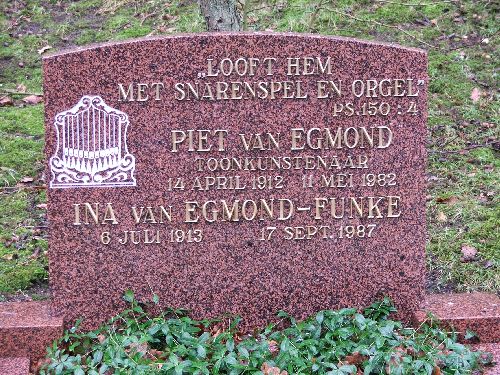 „LOOFT HEM
MET SNARENSPEL EN ORGEL"
PS.150:4
PIET VAN EGMOND
TOONKUNSTENAAR
14 APRIL 1912 11 MEI 1982
INA VAN EGMOND-FUNKE
6 JULI 1913 17 SEPT. 1987